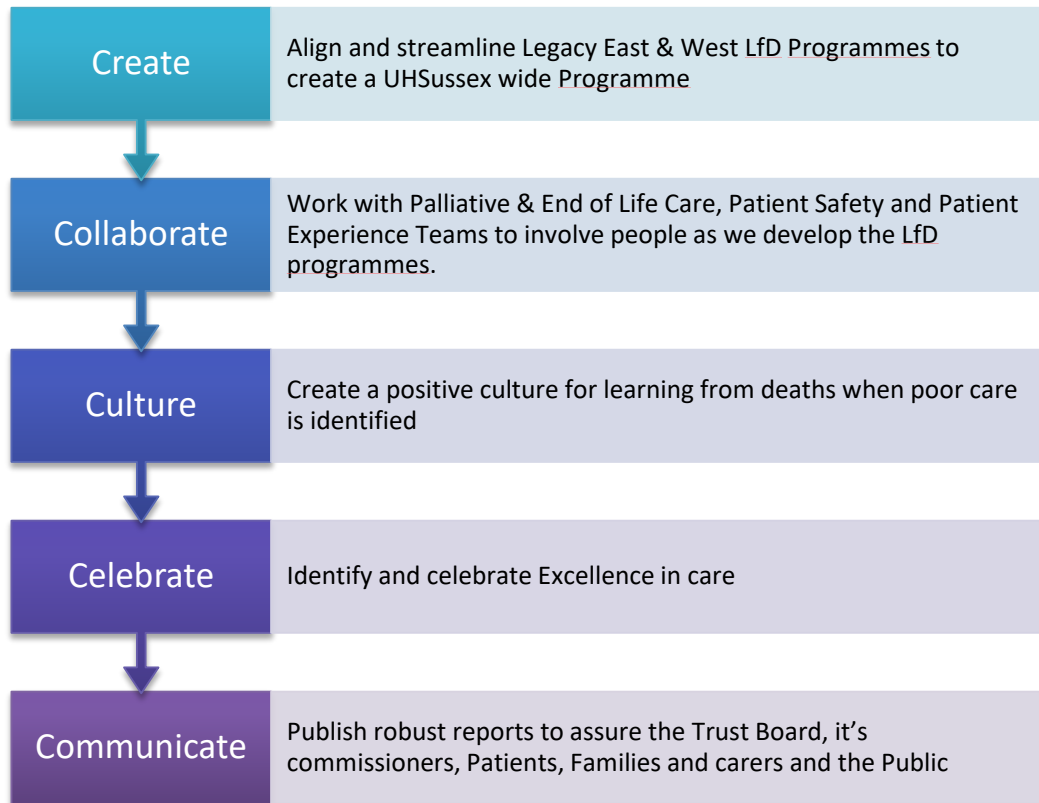 Create
Align and streamline Legacy East & West LfD Programmes to
create a UHSussex wide Programme
Collaborate
Work with Palliative & End of Life Care, Patient Safety and Patient
Experience Teams to involve people as we develop the LfD
programmes.
Culture
Create a positive culture for learning from deaths when poor care
is identified
Celebrate
Identify and celebrate Excellence in care
Communicate
Publish robust reports to assure the Trust Board, it’s
commissioners, Patients, Families and carers and the Public